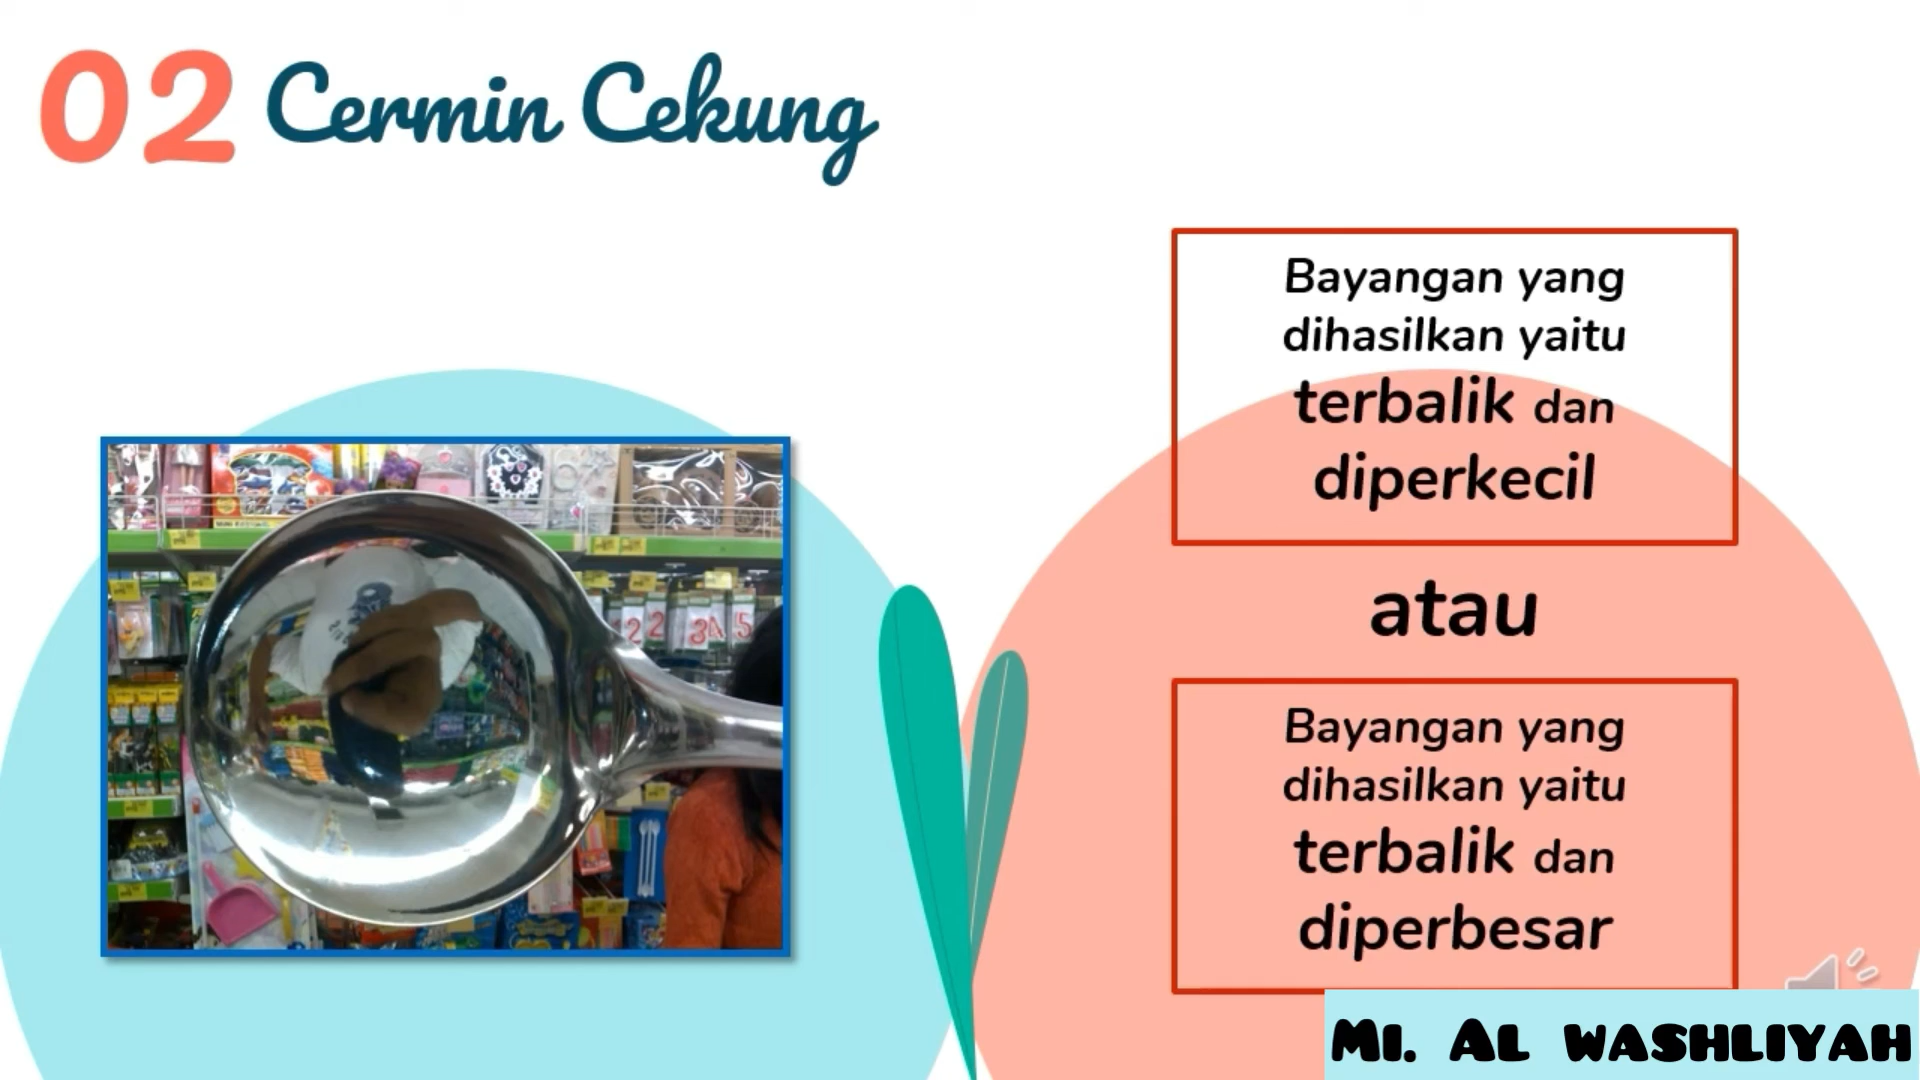 02 Cermin Cekung
Bayangan yang
dihasilkan yaitu
terbalik dan
diperkecil
atau
Bayangan yang
dihasilkan yaitu
terbalik dan
diperbesar
MI. AL WASHLIYAH